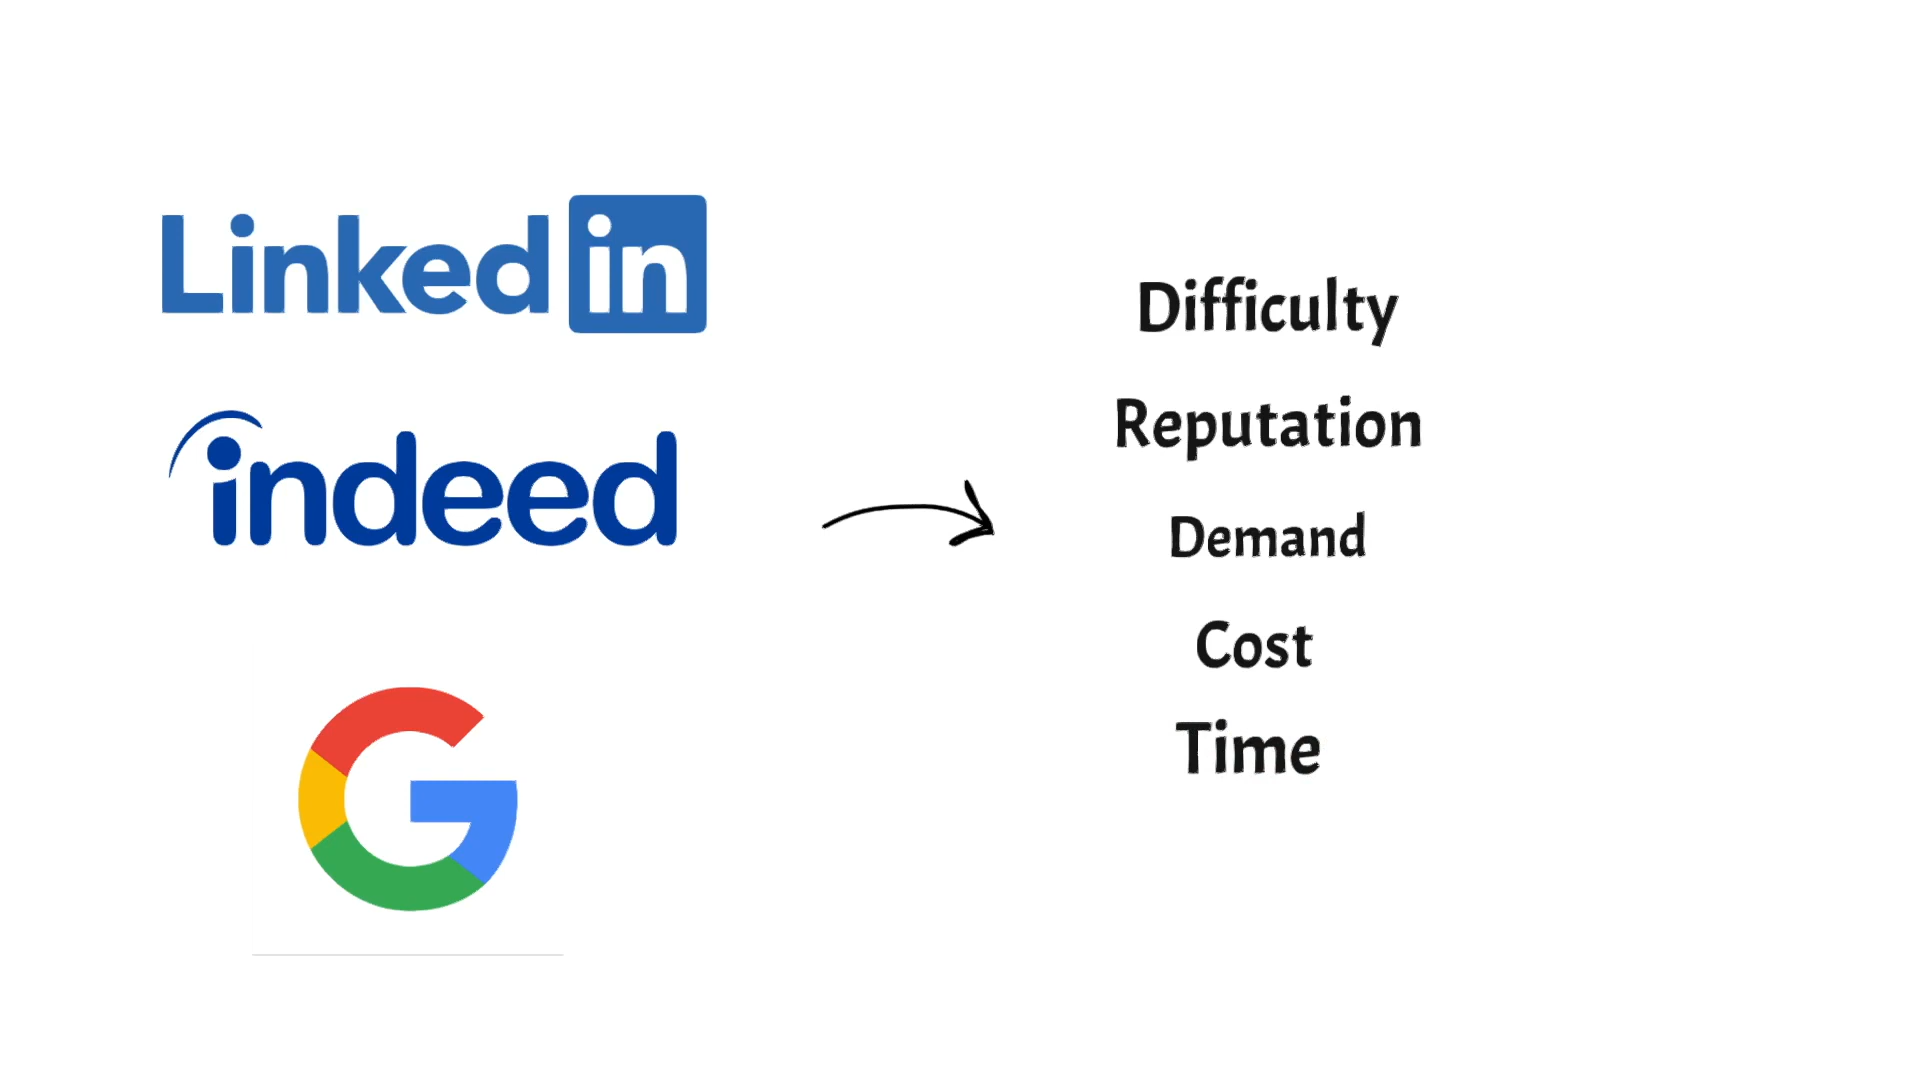 Linkedin
indeed
G
Difficulty
Reputation
Demand
Cost
Time